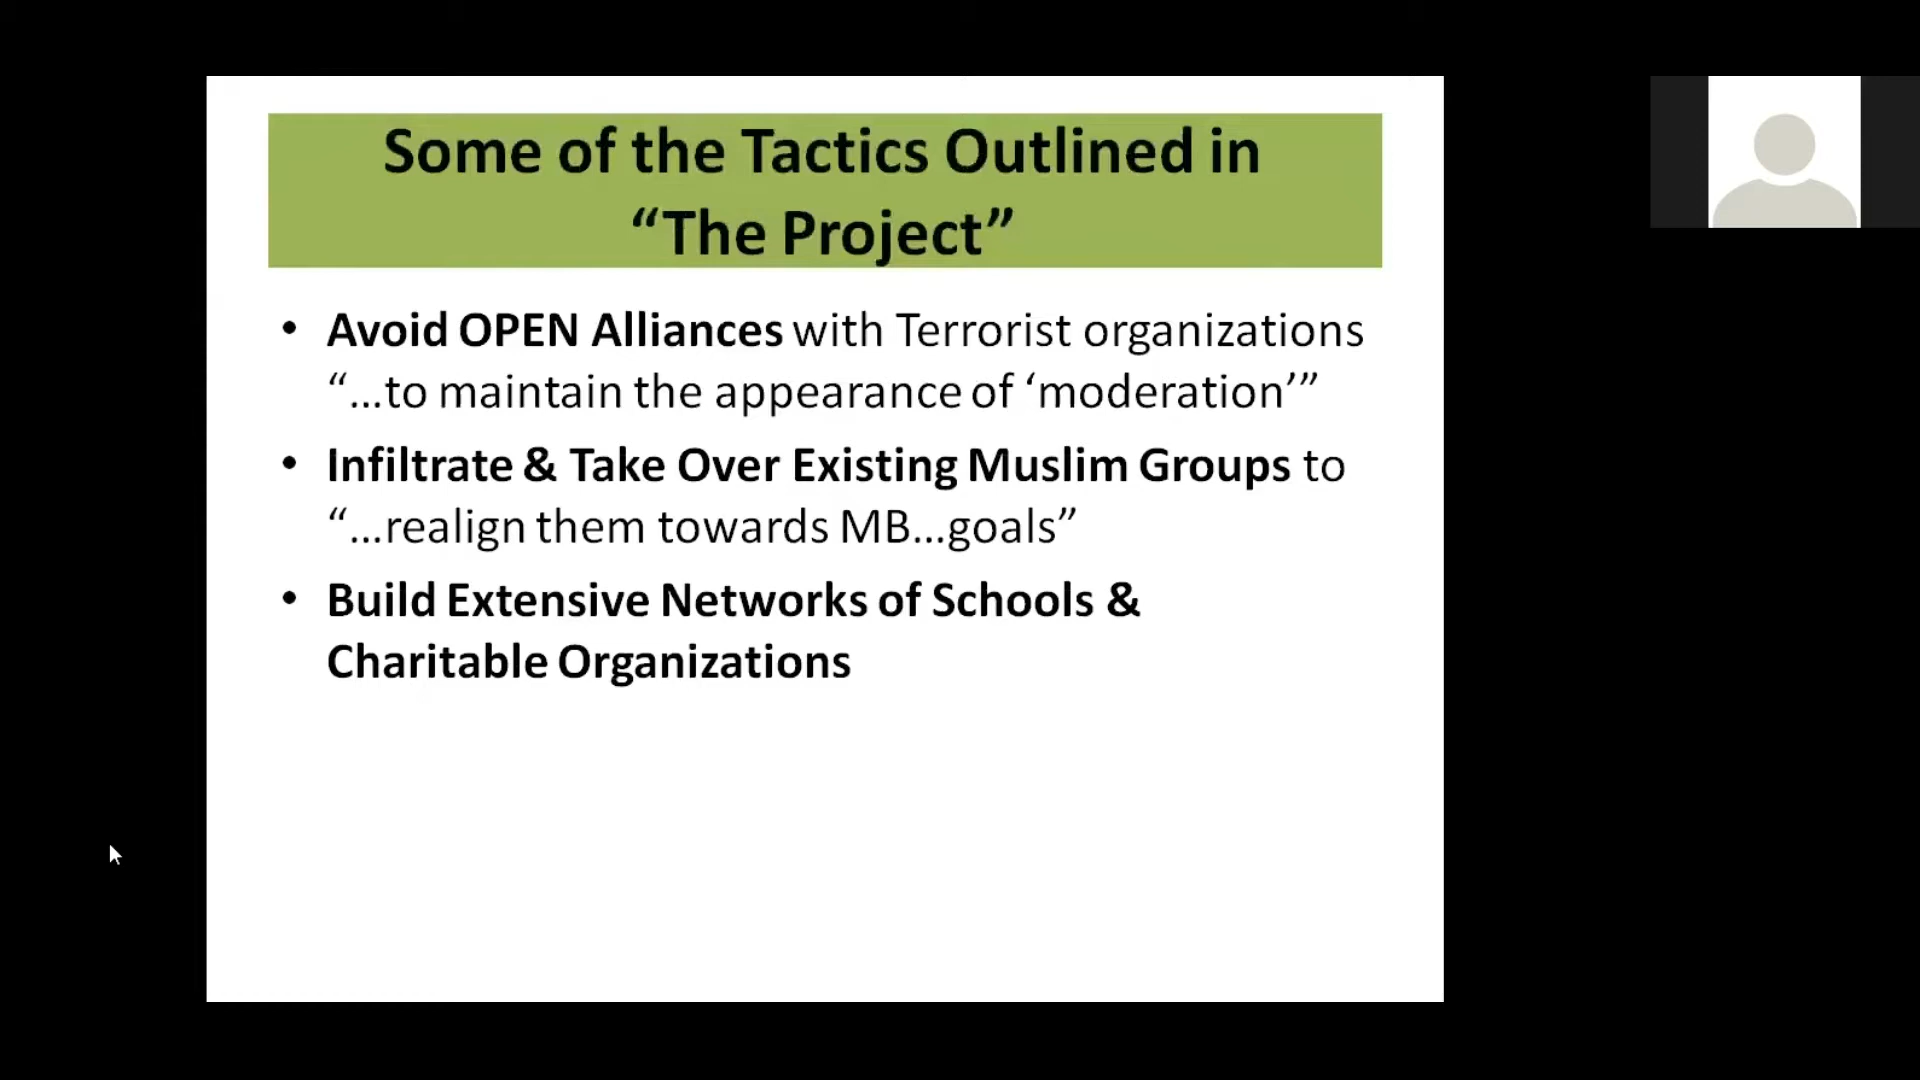 Some of the Tactics Outlined in
“The Project”
• Avoid OPEN Alliances with Terrorist organizations
“…to maintain the appearance of ‘moderation’”
• Infiltrate & Take Over Existing Muslim Groups to
“…realign them towards MB…goals”
• Build Extensive Networks of Schools &
Charitable Organizations